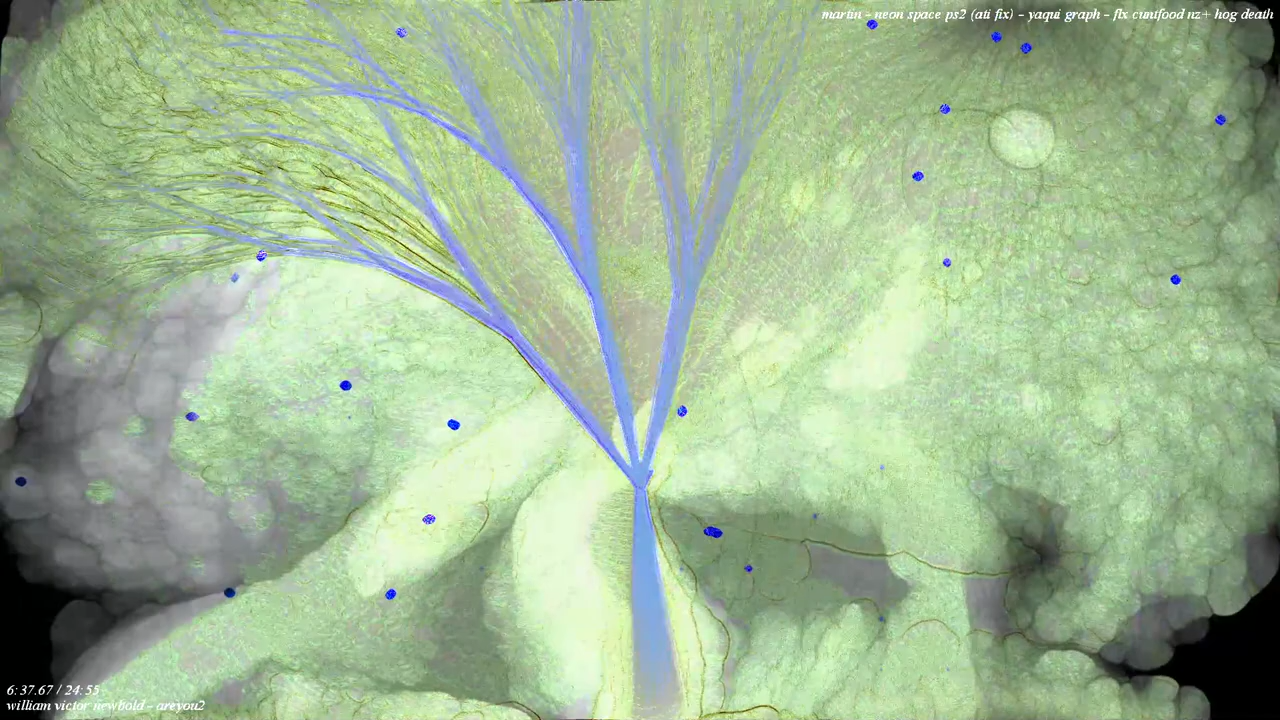 martin - neon space ps2 (ati fix) - yaqui graph - flx cunifood nz+ hog death
6:37.67 / 24:55
william victor newbold - areyou2